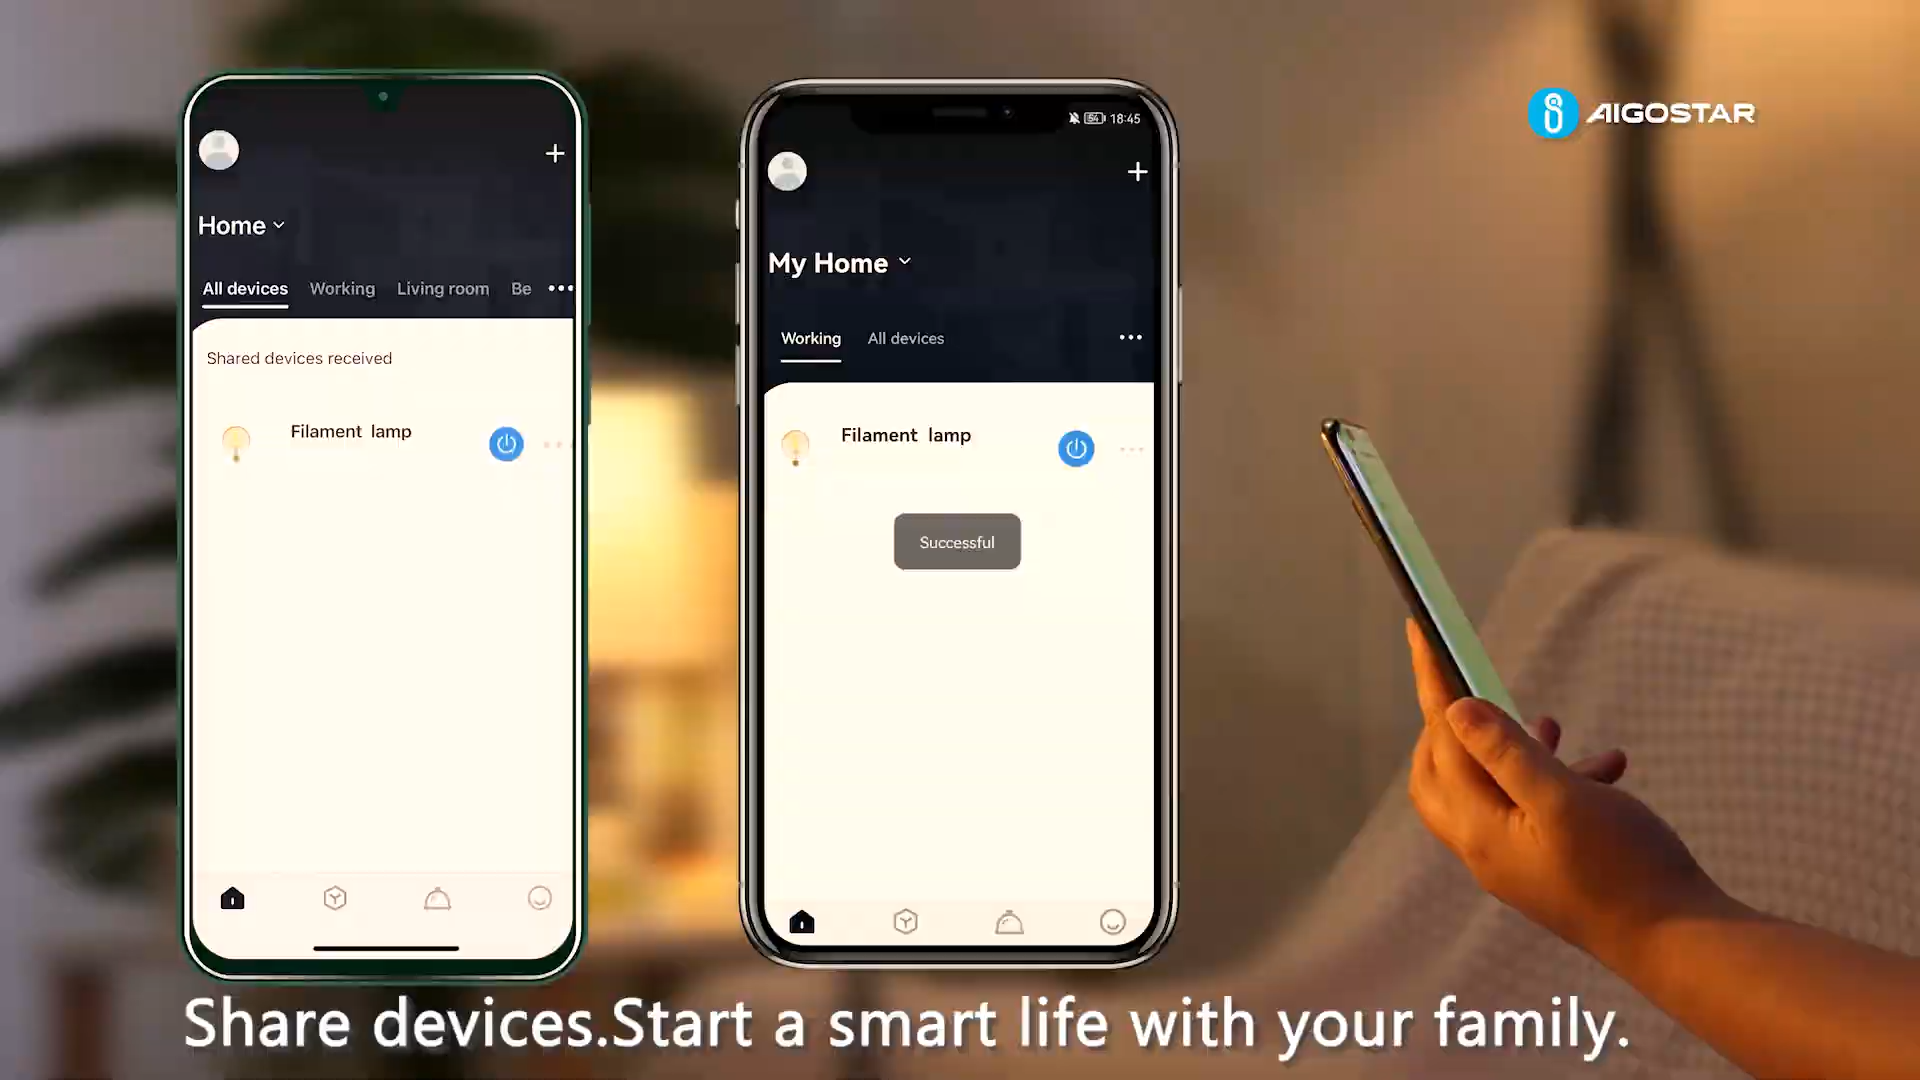 AIGOSTAR
Home
All devices Working Living room Be
Shared devices received
Filament lamp
54 18:45
My Home
Working All devices
Filament lamp
Successful
Share devices.Start a smart life with your family.